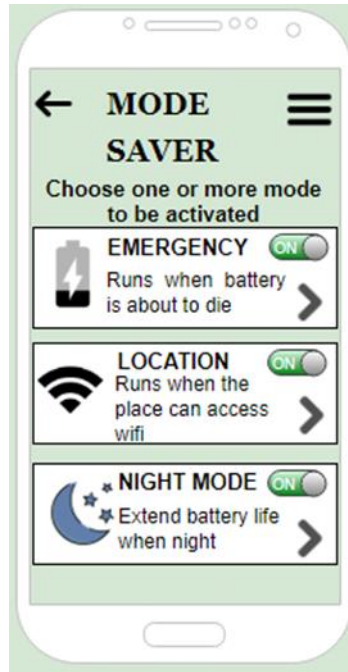 MODE
SAVER
Choose one or more mode
to be activated
EMERGENCY ON
Runs when battery
is about to die
LOCATION ON
Runs when the
place can access
wifi
NIGHT MODE ON
Extend battery life
when night